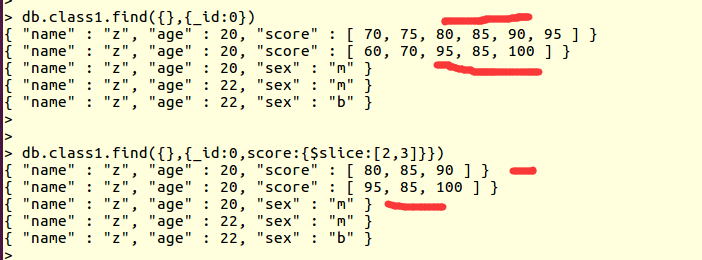 > db.class1.find({},{_id:0})
{ "name" : "z", "age" : 20, "score" : [ 70, 75, 80, 85, 90, 95 ] }
{ "name" : "z", "age" : 20, "score" : [ 60, 70, 95, 85, 100 ] }
{ "name" : "z", "age" : 20, "sex" : "m" }
{ "name" : "z", "age" : 22, "sex" : "m" }
{ "name" : "z", "age" : 22, "sex" : "b" }
>
>
> db.class1.find({},{_id:0,score:{$slice:[2,3]}})
{ "name" : "z", "age" : 20, "score" : [ 80, 85, 90 ] }
{ "name" : "z", "age" : 20, "score" : [ 95, 85, 100 ] }
{ "name" : "z", "age" : 20, "sex" : "m" }
{ "name" : "z", "age" : 22, "sex" : "m" }
{ "name" : "z", "age" : 22, "sex" : "b" }
>